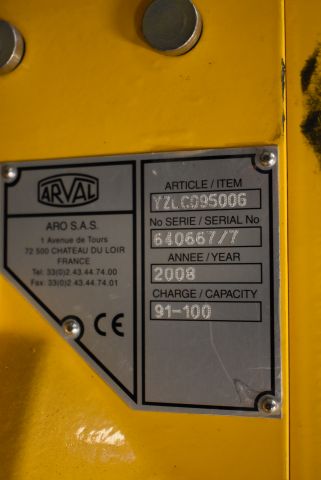 ARVAL
ARO S.A.S.
1 Avenue de Tours
72 500 CHATEAU DU LOIR
FRANCE
Tel: 33(0)2.43.44.74.00
Fax: 33(0)2.43.44.74.01
CE
ARTICLE / ITEM
YZLC095006
No SERIE / SERIAL No
640667/7
ANNEE / YEAR
2008
CHARGE / CAPACITY
91-100